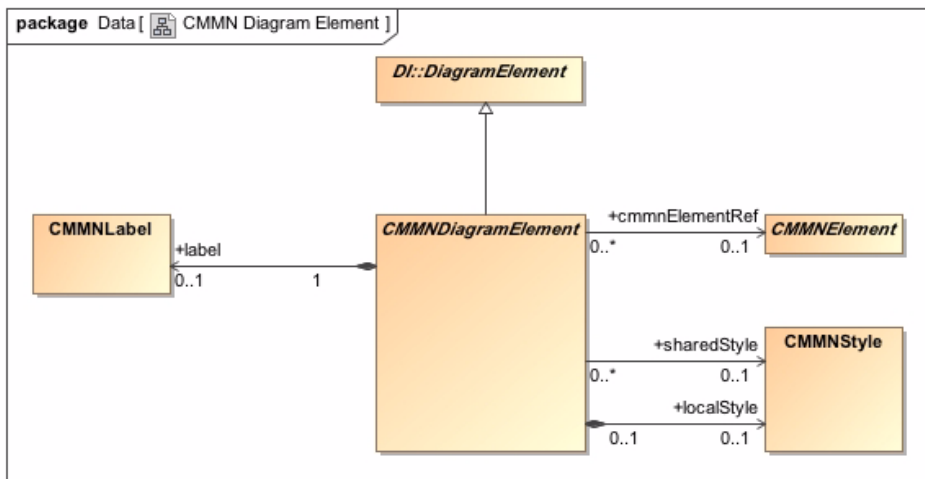 package Data [ CMMN Diagram Element ]
DI::DiagramElement
CMMNLabel
+label
0..1
1
CMMNDiagramElement
+cmmnElementRef
0..*
0..1
CMMNElement
+sharedStyle
0..*
0..1
+localStyle
0..1
0..1
CMMNStyle